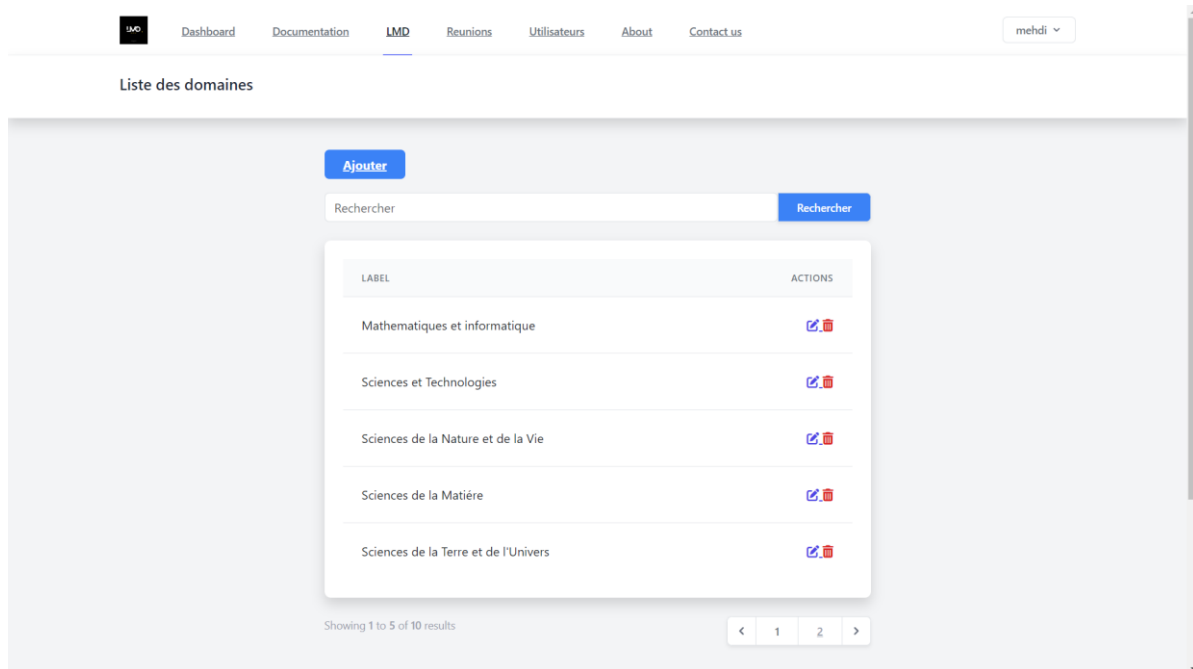 LMD
Dashboard Documentation LMD Reunions Utilisateurs About Contact us mehdi
Liste des domaines
Ajouter
Rechercher Rechercher
LABEL ACTIONS
Mathematiques et informatique
Sciences et Technologies
Sciences de la Nature et de la Vie
Sciences de la Matiére
Sciences de la Terre et de l'Univers
Showing 1 to 5 of 10 results
1 2